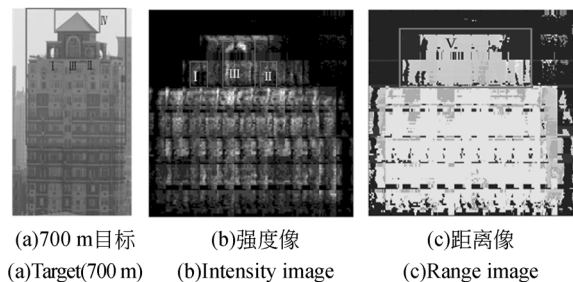 IV
I III II
I III II
V
(a)700 m目标 (b)强度像 (c)距离像
(a)Target(700 m) (b)Intensity image (c)Range image